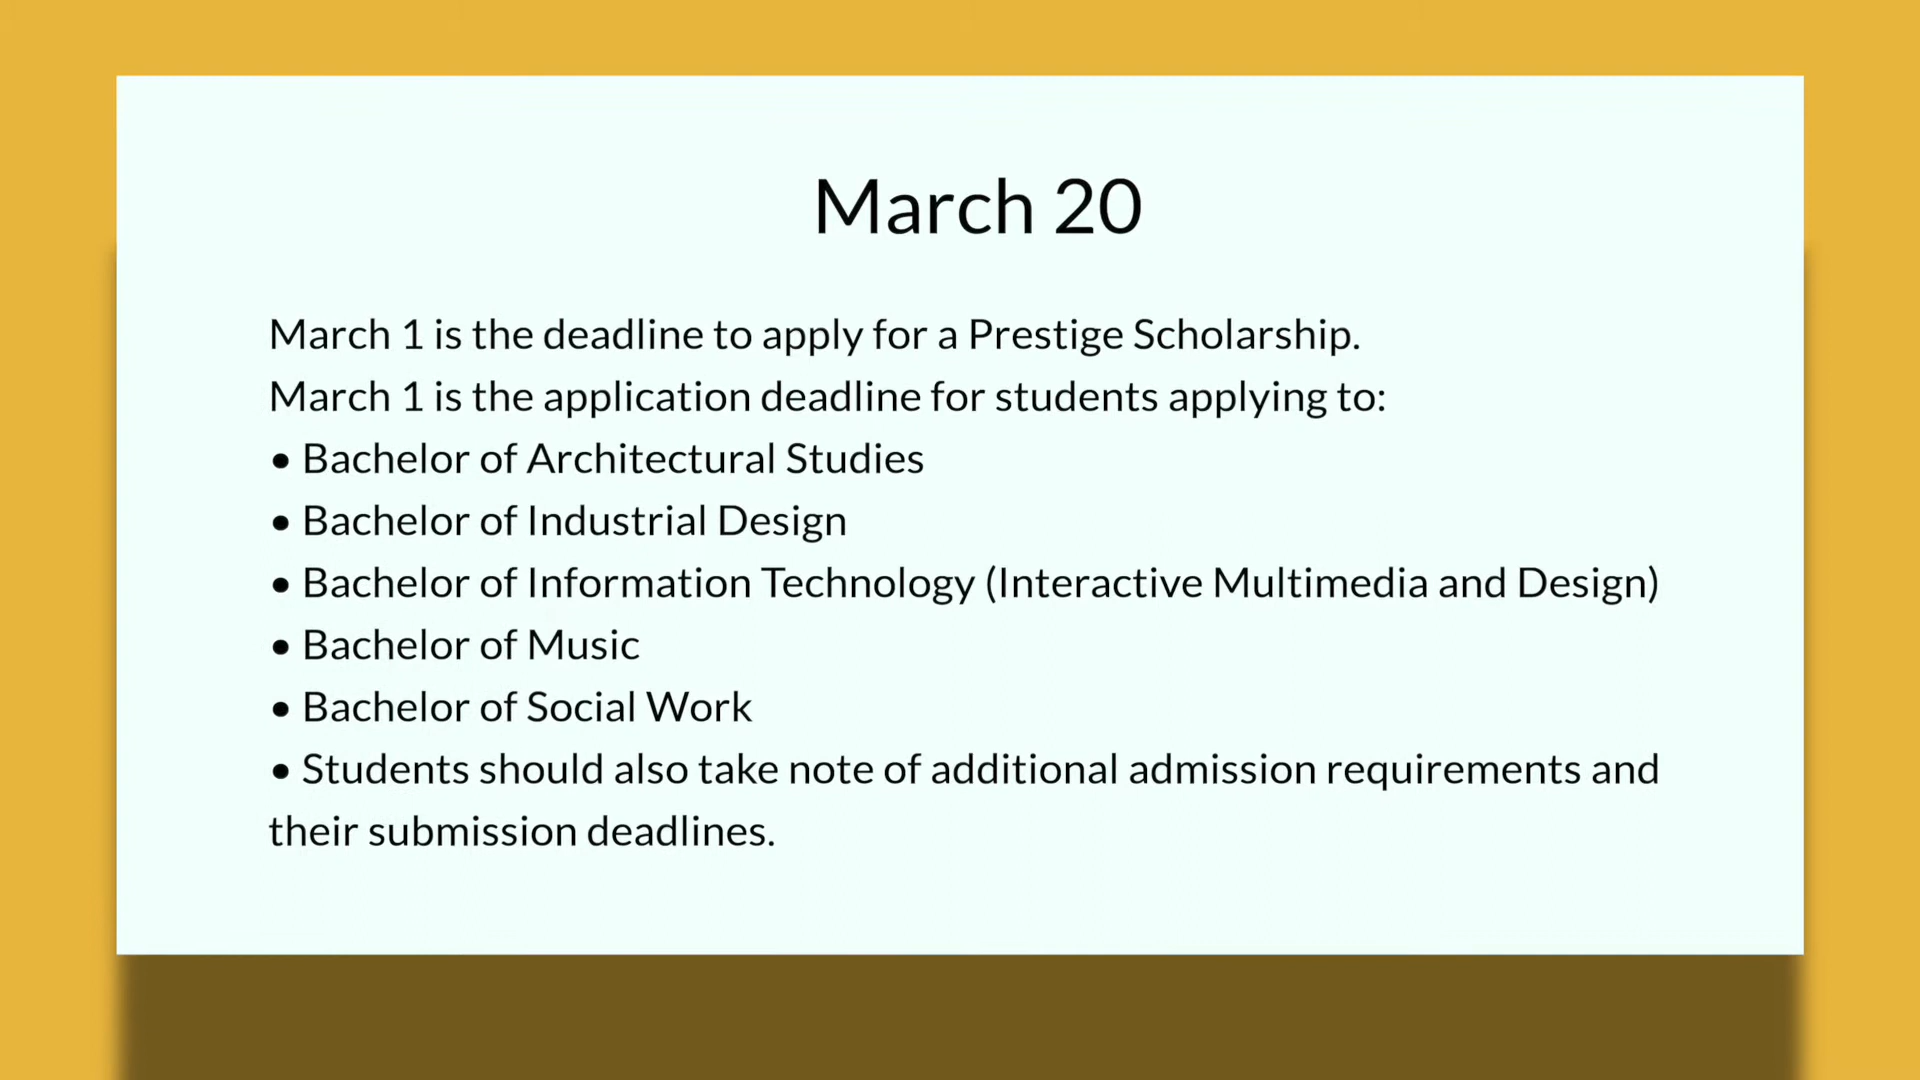 March 20
March 1 is the deadline to apply for a Prestige Scholarship.
March 1 is the application deadline for students applying to:
• Bachelor of Architectural Studies
• Bachelor of Industrial Design
• Bachelor of Information Technology (Interactive Multimedia and Design)
• Bachelor of Music
• Bachelor of Social Work
• Students should also take note of additional admission requirements and
their submission deadlines.